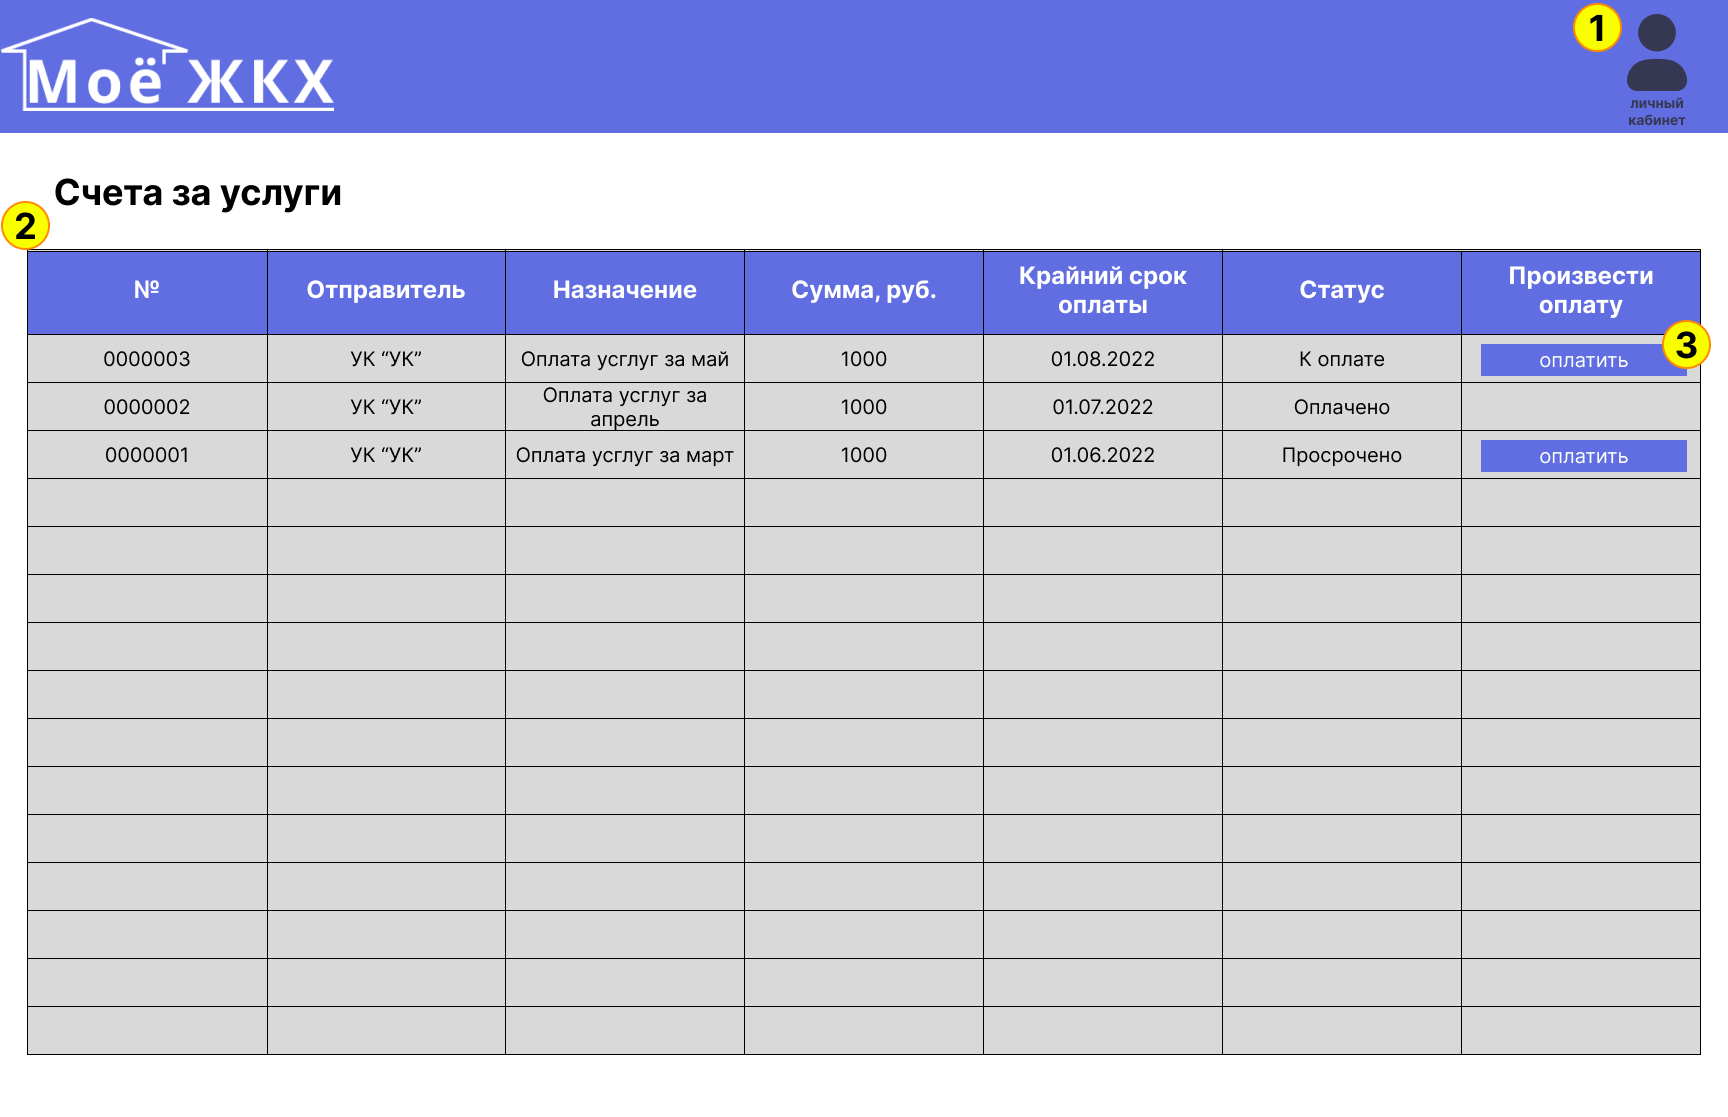 Моё ЖКХ
1
личный
кабинет
Счета за услуги
2
№ Отправитель Назначение Сумма, руб. Крайний срок оплаты Статус Произвести оплату
3
0000003 УК “УК” Оплата усглуг за май 1000 01.08.2022 К оплате оплатить
0000002 УК “УК” Оплата усглуг за апрель 1000 01.07.2022 Оплачено
0000001 УК “УК” Оплата усглуг за март 1000 01.06.2022 Просрочено оплатить